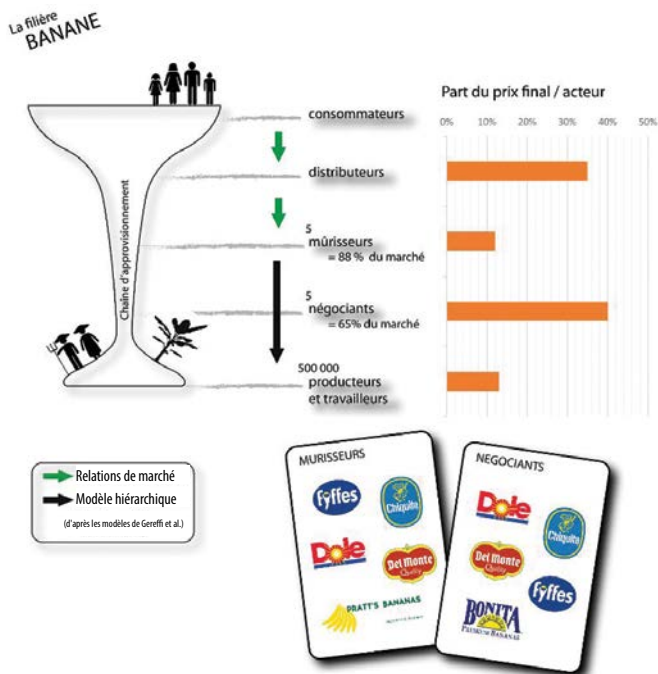 La filière
BANANE
Part du prix final / acteur
0% 10% 20% 30% 40% 50%
consommateurs
distributeurs
5
mûrisseurs
= 88 % du marché
5
négociants
= 65% du marché
500 000
producteurs
et travailleurs
Chaîne d'approvisionnement
Relations de marché
Modèle hiérarchique
(d'après les modèles de Gereffi et al.)
MURISSEURS
Fyffes
Chiquita
Dole
Del Monte
Quality
PRATT'S BANANAS
NEGOCIANTS
Dole
Chiquita
Del Monte
Quality
Fyffes
BONITA
PREMIUM BANANAS